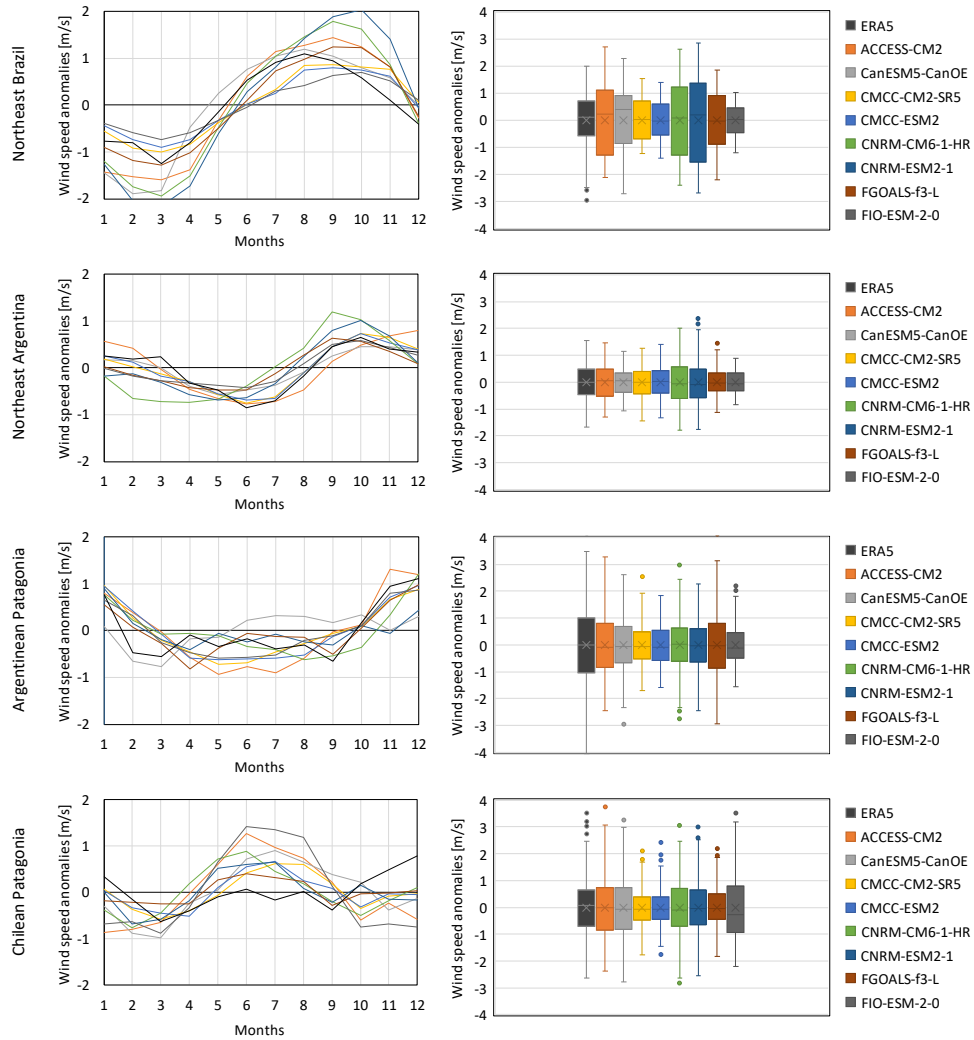 Northeast Brazil
Wind speed anomalies [m/s]
2
1
0
-1
-2
1 2 3 4 5 6 7 8 9 10 11 12
Months
Wind speed anomalies [m/s]
4
3
2
1
0
-1
-2
-3
-4
ERA5
ACCESS-CM2
CanESM5-CanOE
CMCC-CM2-SR5
CMCC-ESM2
CNRM-CM6-1-HR
CNRM-ESM2-1
FGOALS-f3-L
FIO-ESM-2-0
Northeast Argentina
Wind speed anomalies [m/s]
2
1
0
-1
-2
1 2 3 4 5 6 7 8 9 10 11 12
Months
Wind speed anomalies [m/s]
4
3
2
1
0
-1
-2
-3
-4
ERA5
ACCESS-CM2
CanESM5-CanOE
CMCC-CM2-SR5
CMCC-ESM2
CNRM-CM6-1-HR
CNRM-ESM2-1
FGOALS-f3-L
FIO-ESM-2-0
Argentinean Patagonia
Wind speed anomalies [m/s]
2
1
0
-1
-2
1 2 3 4 5 6 7 8 9 10 11 12
Months
Wind speed anomalies [m/s]
4
3
2
1
0
-1
-2
-3
-4
ERA5
ACCESS-CM2
CanESM5-CanOE
CMCC-CM2-SR5
CMCC-ESM2
CNRM-CM6-1-HR
CNRM-ESM2-1
FGOALS-f3-L
FIO-ESM-2-0
Chilean Patagonia
Wind speed anomalies [m/s]
2
1
0
-1
-2
1 2 3 4 5 6 7 8 9 10 11 12
Months
Wind speed anomalies [m/s]
4
3
2
1
0
-1
-2
-3
-4
ERA5
ACCESS-CM2
CanESM5-CanOE
CMCC-CM2-SR5
CMCC-ESM2
CNRM-CM6-1-HR
CNRM-ESM2-1
FGOALS-f3-L
FIO-ESM-2-0